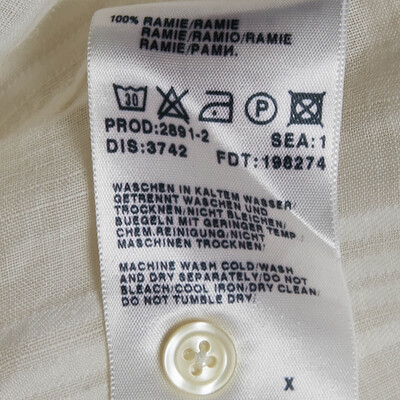 100% RAMIE/RAMIE
RAMIE/RAMIO/RAMIE
RAMIE/РАМИ.
30
P
PROD:2891-2
SEA:1
DIS:3742
FDT:198274
WASCHEN IN KALTEM WASSER/
GETRENNT WASCHEN UND
TROCKNEN/NICHT BLEICHEN/
BUEGELN MIT GERINGER TEMP/
CHEM.REINIGUNG/NICHT
MASCHINEN TROCKNEN/
MACHINE WASH COLD/WASH
AND DRY SEPARATELY/DO NOT
BLEACH/COOL IRON/DRY CLEAN/
DO NOT TUMBLE DRY/
X